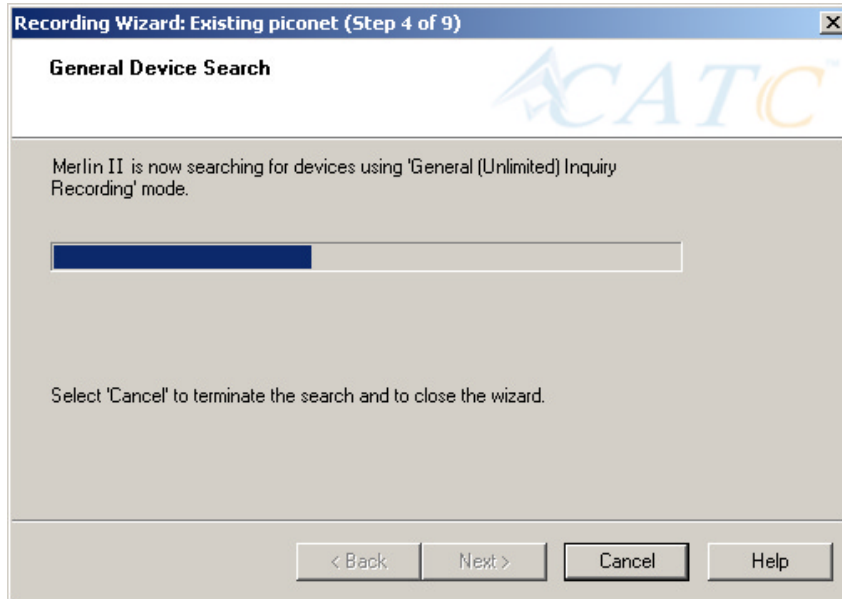 Recording Wizard: Existing piconet (Step 4 of 9)
General Device Search
CATC
Merlin II is now searching for devices using 'General (Unlimited) Inquiry
Recording' mode.
Select 'Cancel' to terminate the search and to close the wizard.
< Back Next > Cancel Help